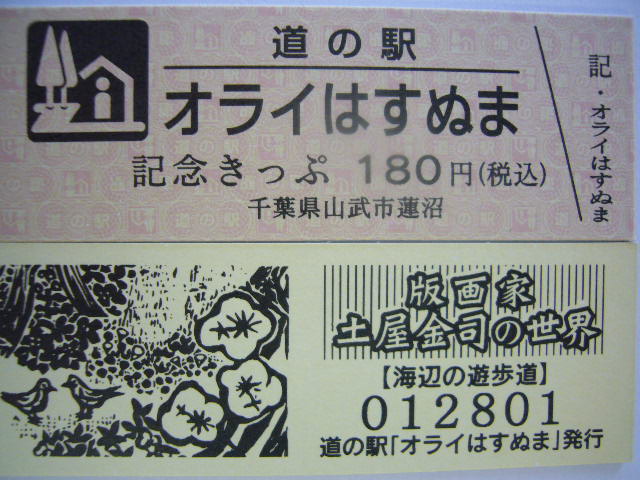 道の駅
オライはすぬま
記念きっぷ 180円(税込)
千葉県山武市蓮沼
記・オライはすぬま
版画家
土屋金司の世界
【海辺の遊歩道】
012801
道の駅「オライはすぬま」発行